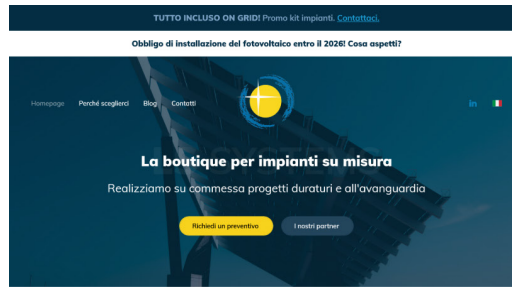 TUTTO INCLUSO ON GRID! Promo kit impianti. Contattaci.
Obbligo di installazione del fotovoltaico entro il 2026! Cosa aspetti?
Homepage Perché sceglierci Blog Contatti in
La boutique per impianti su misura
Realizziamo su commessa progetti duraturi e all'avanguardia
Richiedi un preventivo I nostri partner